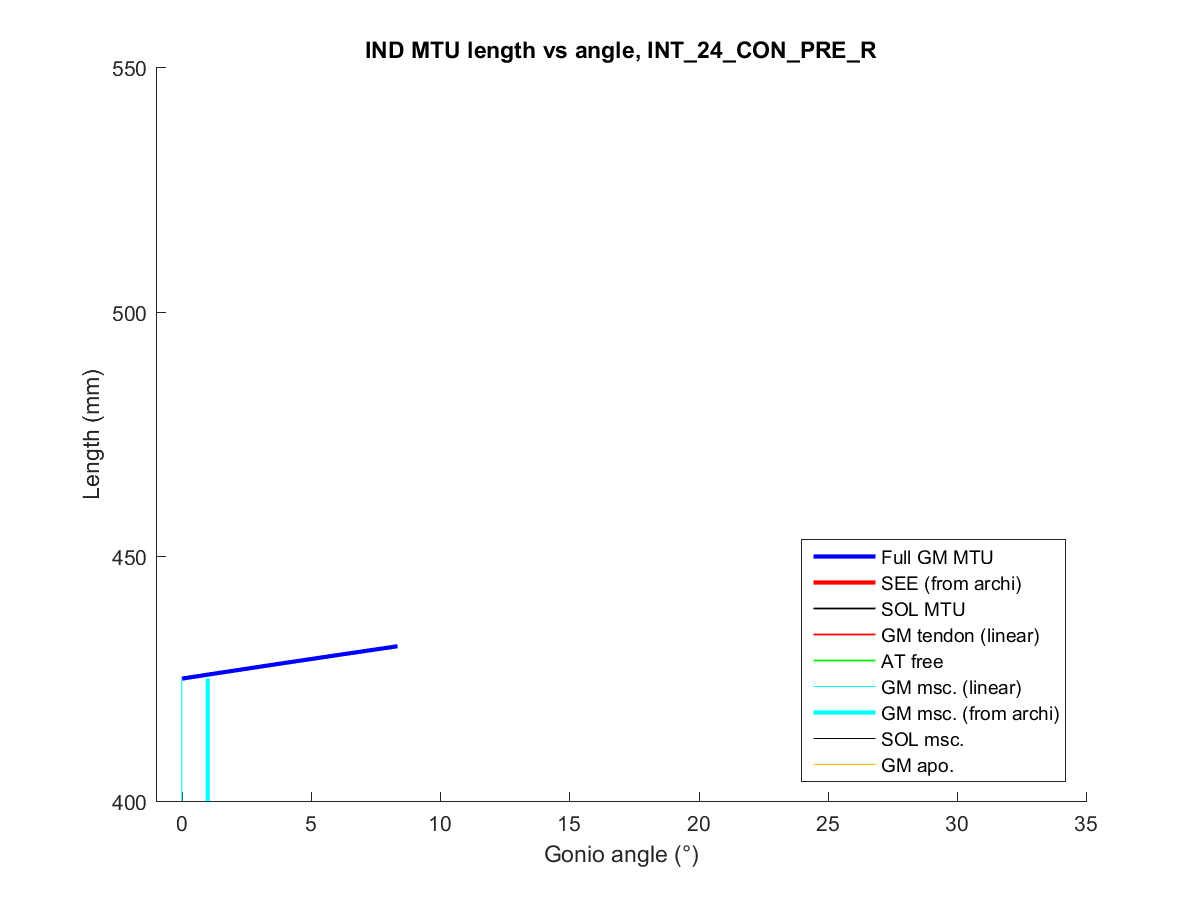 IND MTU length vs angle, INT_24_CON_PRE_R
550
500
450
400
Length (mm)
0 5 10 15 20 25 30 35
Gonio angle (°)
Full GM MTU
SEE (from archi)
SOL MTU
GM tendon (linear)
AT free
GM msc. (linear)
GM msc. (from archi)
SOL msc.
GM apo.